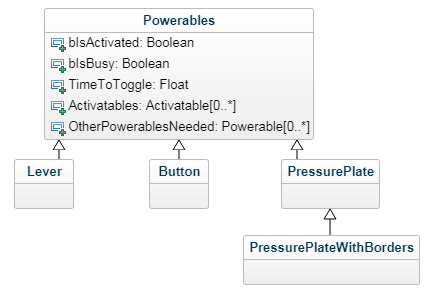 Powerables
bIsActivated: Boolean
bIsBusy: Boolean
TimeToToggle: Float
Activatables: Activatable[0..*]
OtherPowerablesNeeded: Powerable[0..*]
Lever
Button
PressurePlate
PressurePlateWithBorders